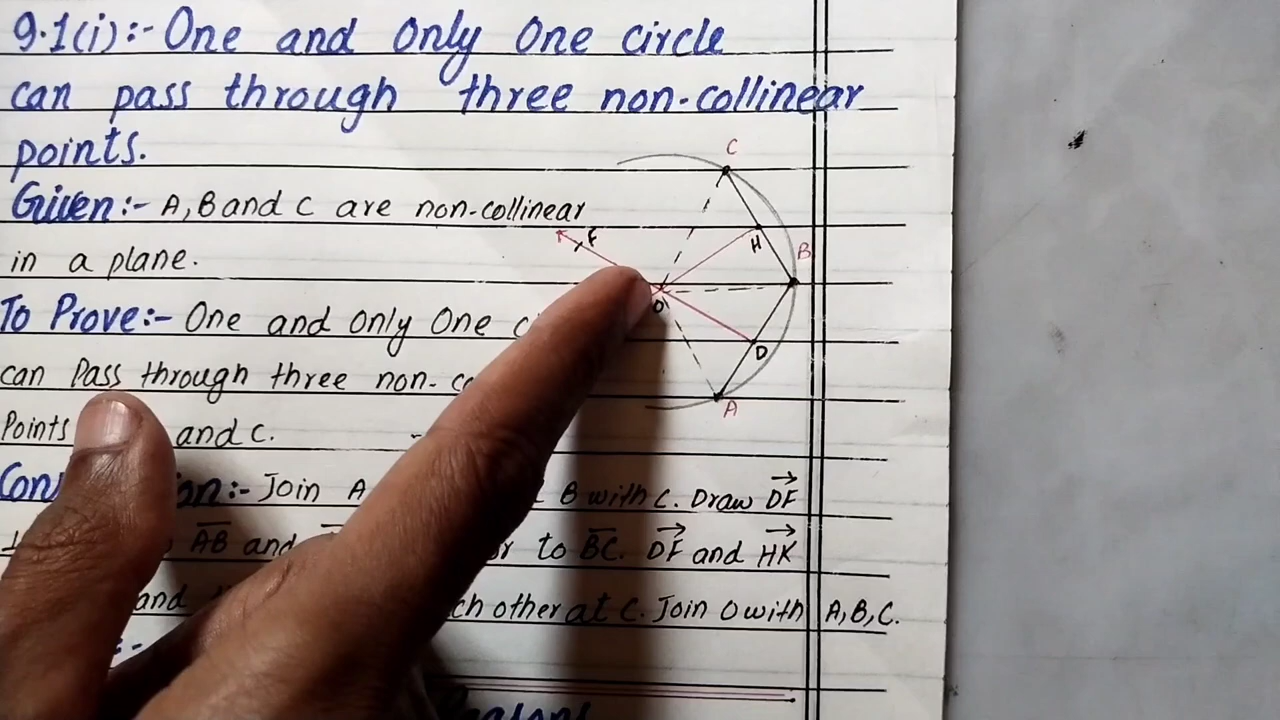 9.1(i):- One and only One circle
can pass through three non-collinear
points.
Given:- A, B and C are non-collinear
in a plane.
To Prove:- One and only One
can Pass through three non-
Points and C.
Join A B with C. Draw DF
AB and to BC. DF and HK
and ch other at C. Join O with A, B, C.
C
F
H
B
O
D
A